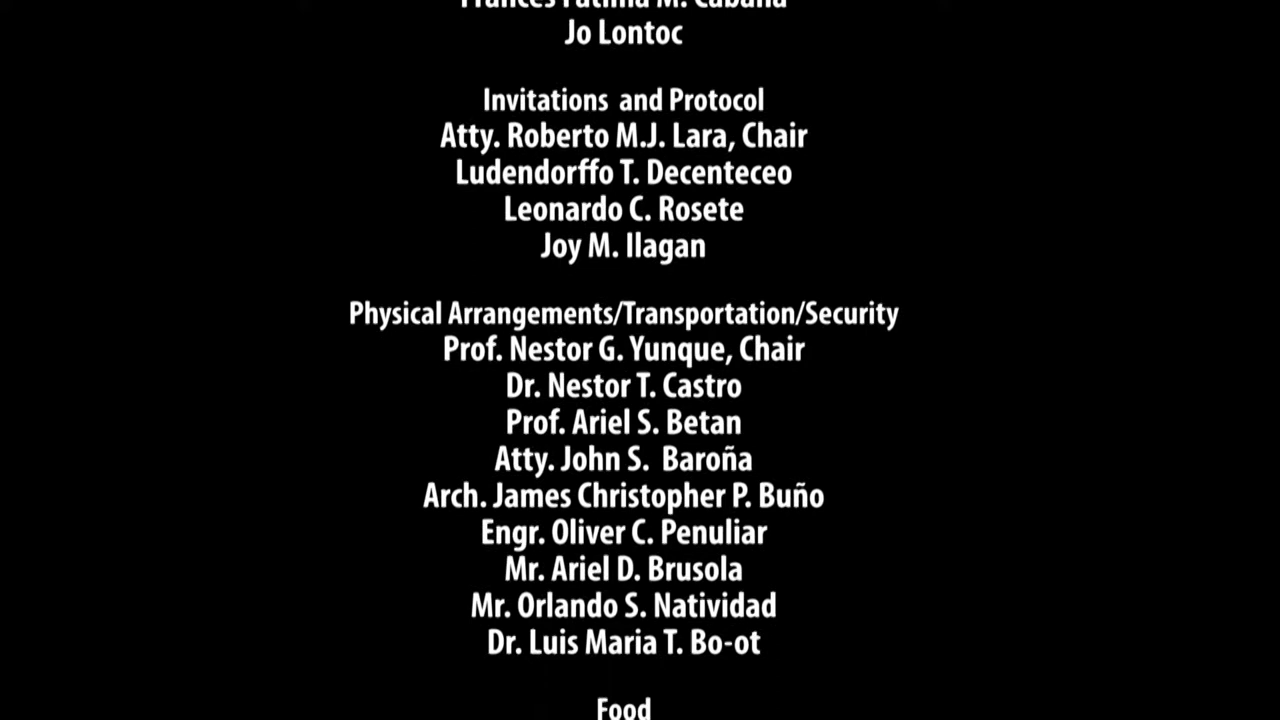 Frances Fatima M. Cabana
Jo Lontoc
Invitations and Protocol
Atty. Roberto M.J. Lara, Chair
Ludendorffo T. Decenteceo
Leonardo C. Rosete
Joy M. Ilagan
Physical Arrangements/Transportation/Security
Prof. Nestor G. Yunque, Chair
Dr. Nestor T. Castro
Prof. Ariel S. Betan
Atty. John S. Baroña
Arch. James Christopher P. Buño
Engr. Oliver C. Penuliar
Mr. Ariel D. Brusola
Mr. Orlando S. Natividad
Dr. Luis Maria T. Bo-ot
Food